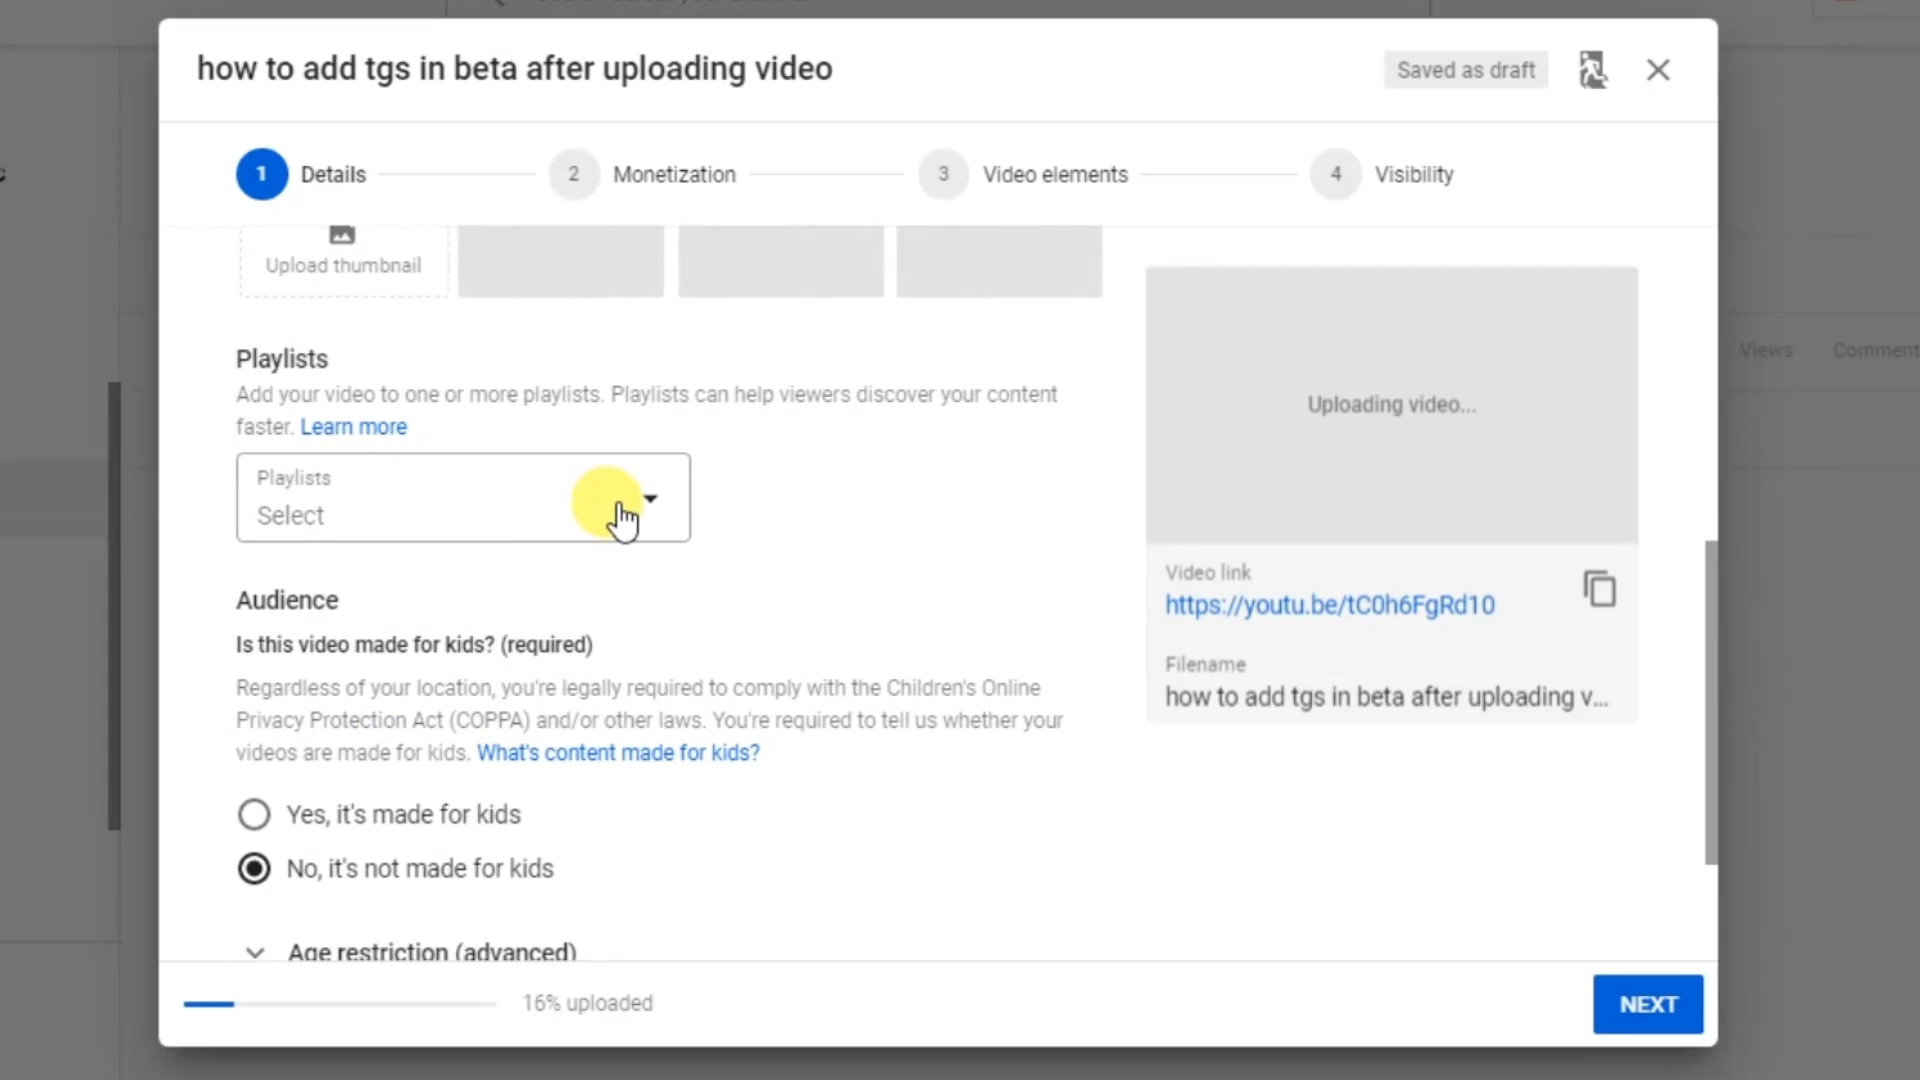 how to add tgs in beta after uploading video
Saved as draft
1 Details
2 Monetization
3 Video elements
4 Visibility
Upload thumbnail
Playlists
Add your video to one or more playlists. Playlists can help viewers discover your content
faster. Learn more
Playlists
Select
Audience
Is this video made for kids? (required)
Regardless of your location, you're legally required to comply with the Children's Online
Privacy Protection Act (COPPA) and/or other laws. You're required to tell us whether your
videos are made for kids. What's content made for kids?
Yes, it's made for kids
No, it's not made for kids
Age restriction (advanced)
Uploading video...
Video link
https://youtu.be/tC0h6FgRd10
Filename
how to add tgs in beta after uploading v...
Views
Comment
16% uploaded
NEXT